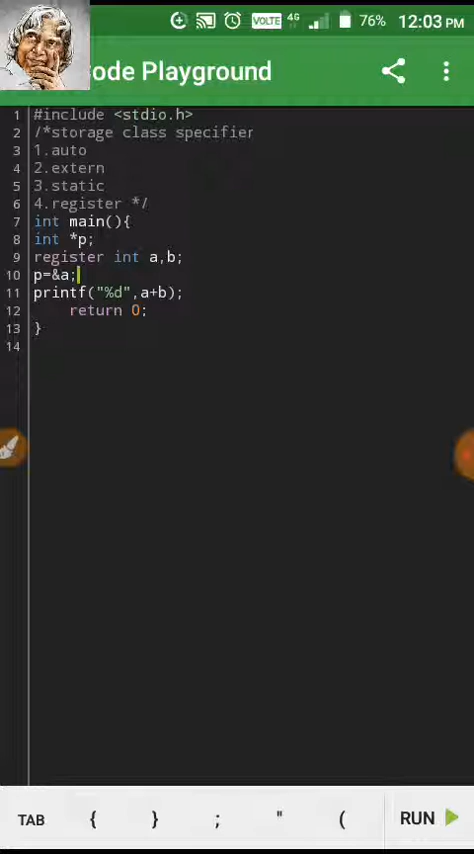 VOLTE 4G 76% 12:03 PM
ode Playground
1 #include <stdio.h>
2 /*storage class specifier
3 1.auto
4 2.extern
5 3.static
6 4.register */
7 int main(){
8 int *p;
9 register int a,b;
10 p=&a;
11 printf("%d",a+b);
12 return 0;
13 }
14
TAB { } ; " ( RUN